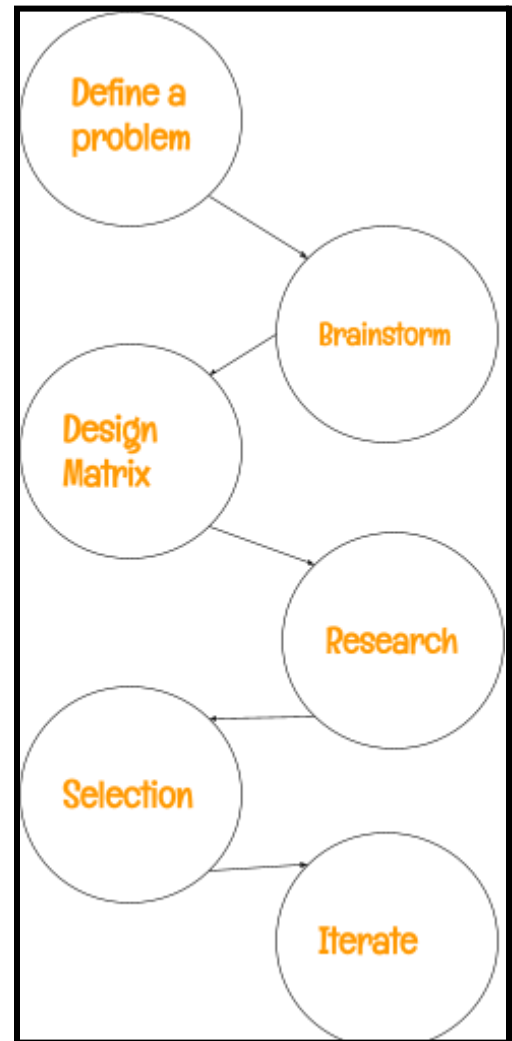 Define a
problem
Brainstorm
Design
Matrix
Research
Selection
Iterate